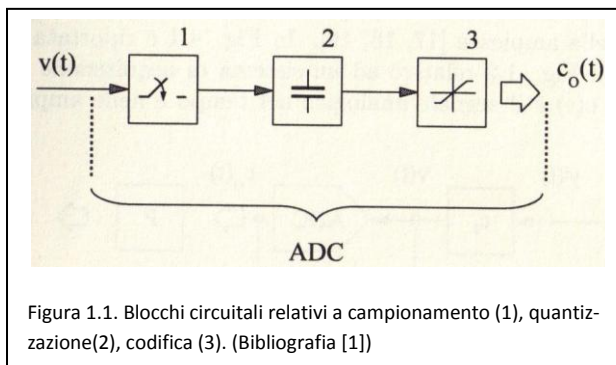 1 2 3
v(t) c_o(t)
ADC
Figura 1.1. Blocchi circuitali relativi a campionamento (1), quantiz-
zazione(2), codifica (3). (Bibliografia [1])